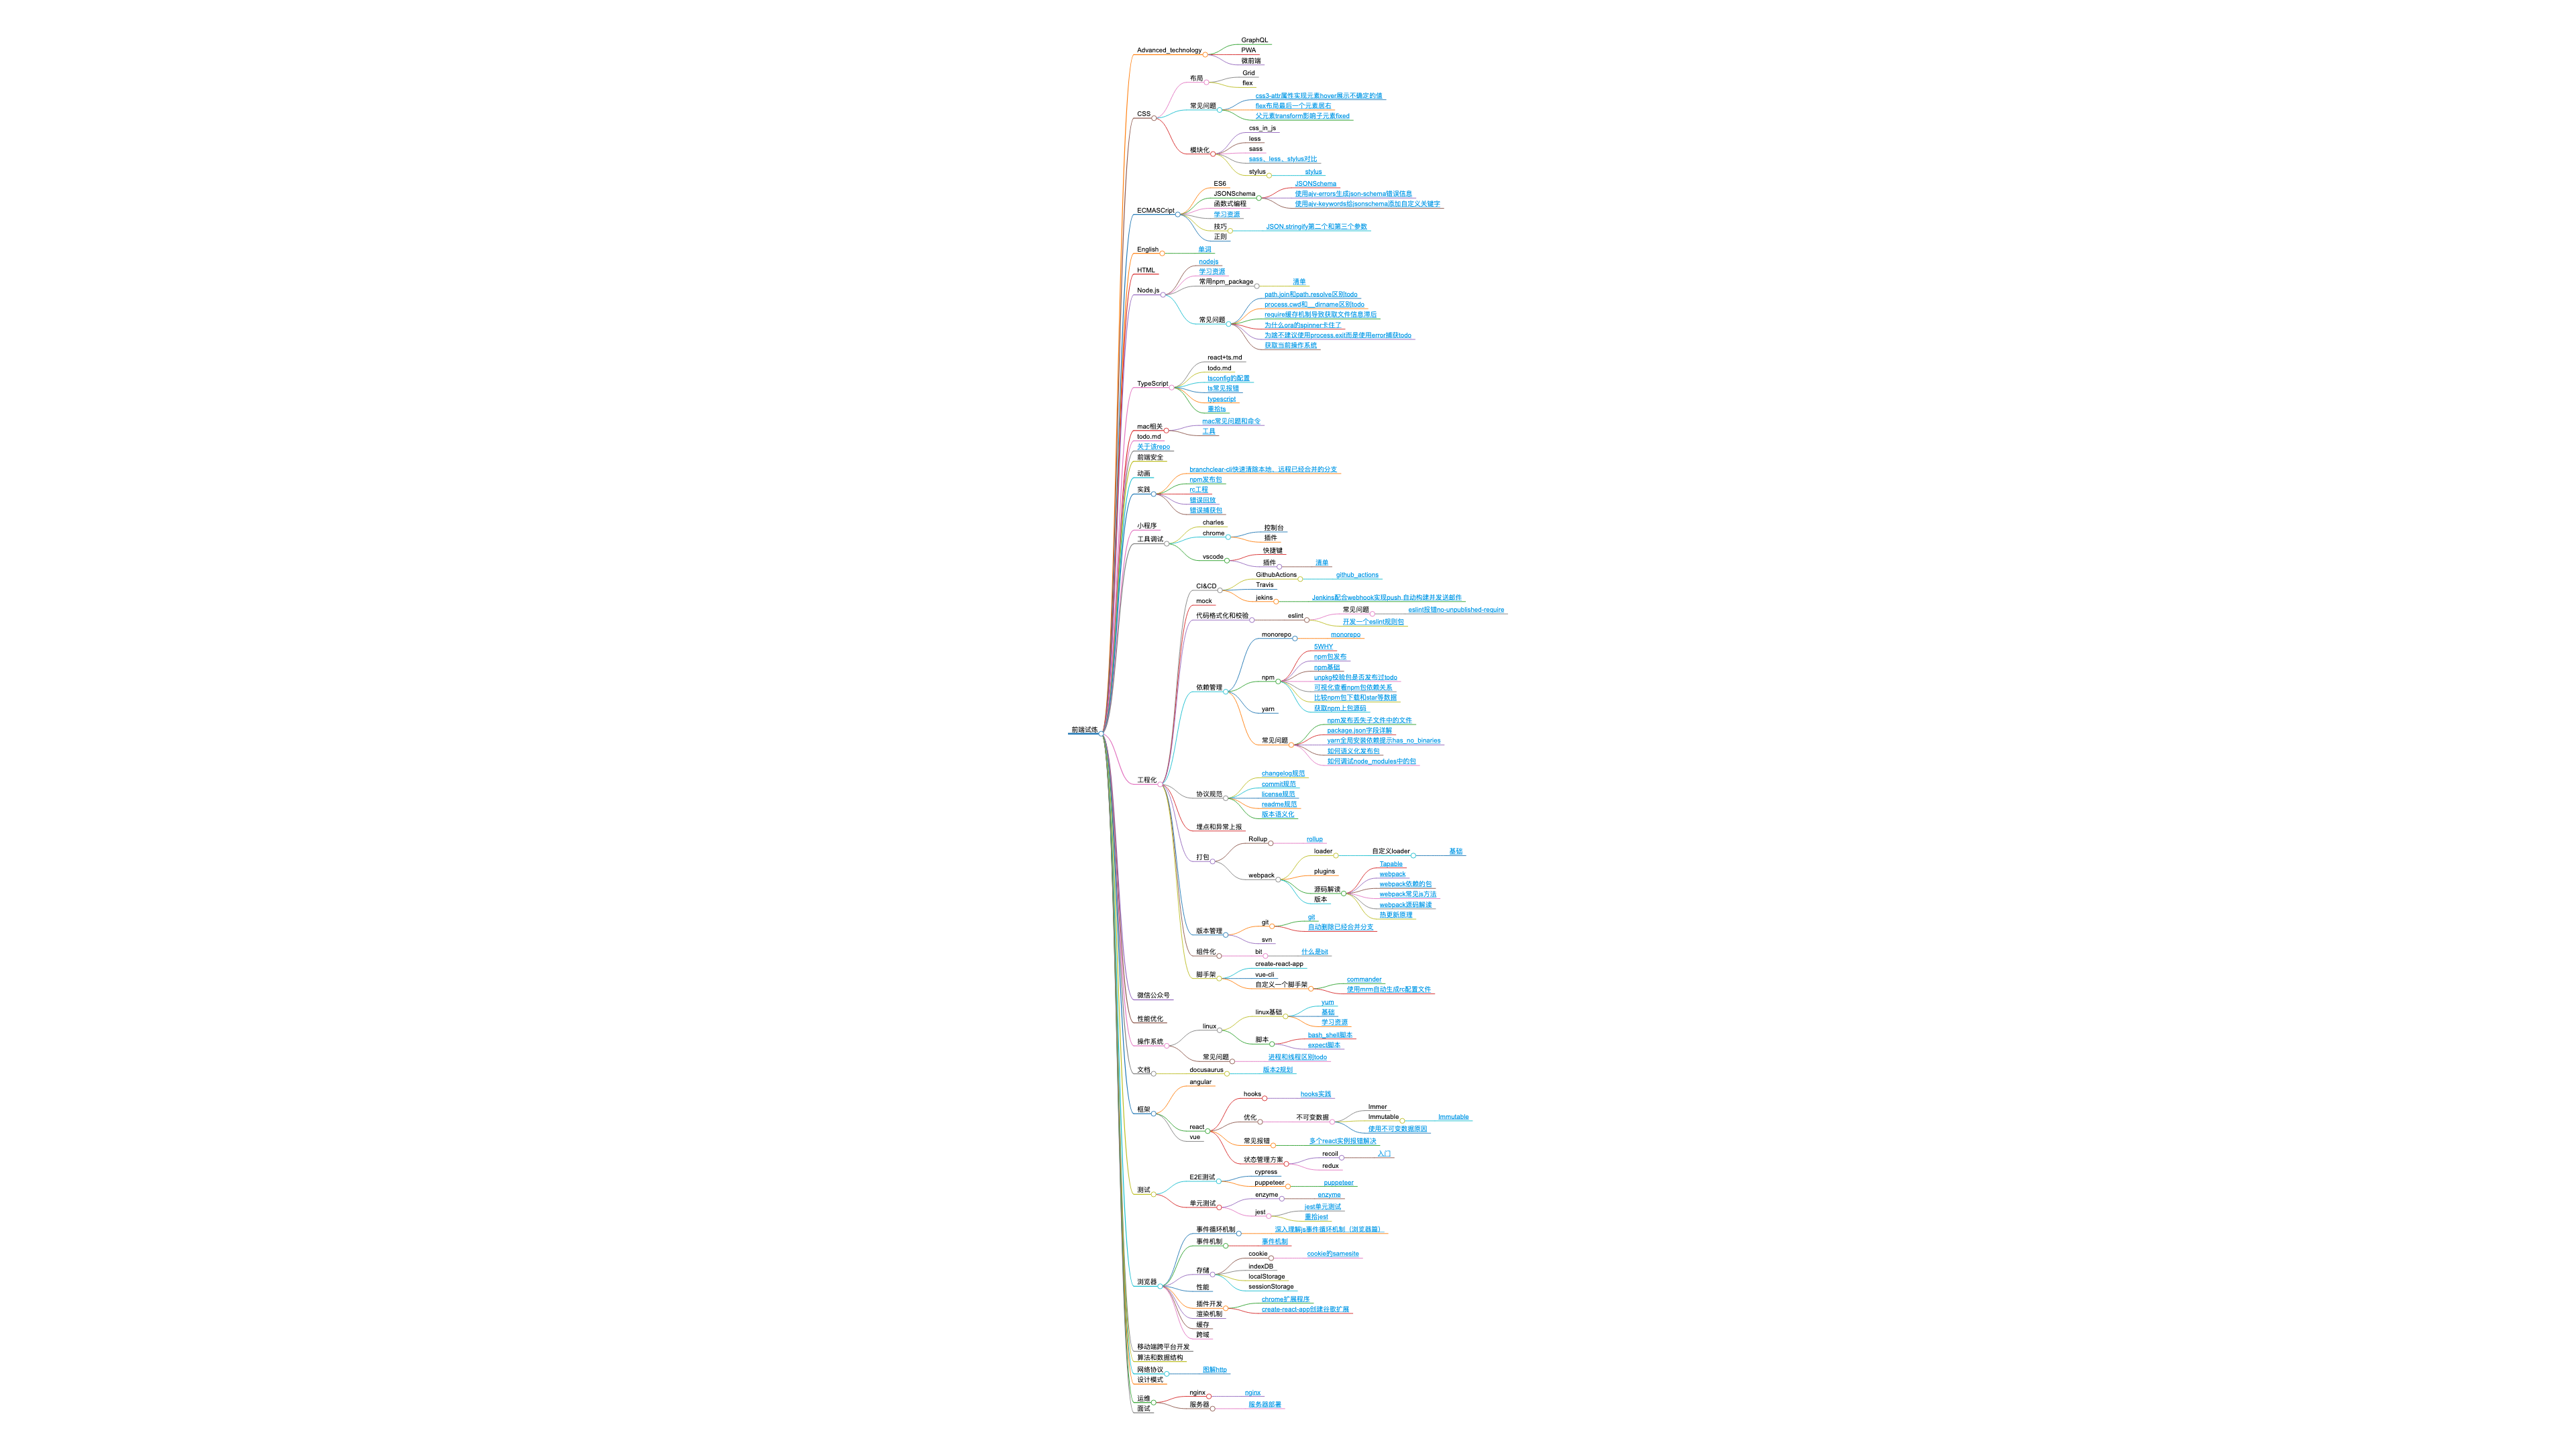 前端试炼
Advanced_technology
GraphQL
PWA
微前端
CSS
布局
Grid
flex
常见问题
css3-attr属性实现元素hover展示不确定的值
flex布局最后一个元素居右
父元素transform影响子元素fixed
模块化
css_in_js
less
sass
sass、less、stylus对比
stylus
stylus
ECMASCript
ES6
JSONSchema
JSONSchema
使用ajv-errors生成json-schema错误信息
使用ajv-keywords给jsonschema添加自定义关键字
函数式编程
学习资源
技巧
JSON.stringify第二个和第三个参数
正则
English
单词
HTML
Node.js
nodejs
学习资源
常用npm_package
清单
常见问题
path.join和path.resolve区别todo
process.cwd和__dirname区别todo
require缓存机制导致获取文件信息滞后
为什么ora的spinner卡住了
为啥不建议使用process.exit而是使用error捕获todo
获取当前操作系统
TypeScript
react+ts.md
todo.md
tsconfig的配置
ts常见报错
typescript
重拾ts
mac相关
mac常见问题和命令
工具
todo.md
关于该repo
前端安全
动画
实践
branchclear-cli快速清除本地、远程已经合并的分支
npm发布包
rc工程
错误回放
错误捕获包
小程序
工具调试
charles
chrome
控制台
插件
vscode
快捷键
插件
清单
工程化
CI&CD
GithubActions
github_actions
Travis
jekins
Jenkins配合webhook实现push,自动构建并发送邮件
mock
代码格式化和校验
eslint
常见问题
eslint报错no-unpublished-require
开发一个eslint规则包
依赖管理
monorepo
monorepo
npm
5WHY
npm包发布
npm基础
unpkg校验包是否发布过todo
可视化查看npm包依赖关系
比较npm包下载和star等数据
获取npm上包源码
yarn
常见问题
npm发布丢失子文件中的文件
package.json字段详解
yarn全局安装依赖提示has_no_binaries
如何语义化发布包
如何调试node_modules中的包
协议规范
changelog规范
commit规范
license规范
readme规范
版本语义化
埋点和异常上报
打包
Rollup
rollup
webpack
loader
自定义loader
基础
plugins
源码解读
Tapable
webpack
webpack依赖的包
webpack常见js方法
webpack源码解读
热更新原理
版本
版本管理
git
git
自动删除已经合并分支
svn
组件化
bit
什么是bit
脚手架
create-react-app
vue-cli
自定义一个脚手架
commander
使用mrm自动生成rc配置文件
微信公众号
性能优化
操作系统
linux
linux基础
yum
基础
学习资源
脚本
bash_shell脚本
expect脚本
常见问题
进程和线程区别todo
文档
docusaurus
版本2规划
框架
angular
react
hooks
hooks实践
优化
不可变数据
Immer
Immutable
Immutable
使用不可变数据原因
常见报错
多个react实例报错解决
状态管理方案
recoil
入门
redux
vue
测试
E2E测试
cypress
puppeteer
puppeteer
单元测试
enzyme
enzyme
jest
jest单元测试
重拾jest
浏览器
事件循环机制
深入理解js事件循环机制（浏览器篇）
事件机制
事件机制
存储
cookie
cookie的samesite
indexDB
localStorage
sessionStorage
性能
插件开发
chrome扩展程序
create-react-app创建谷歌扩展
渲染机制
缓存
跨域
移动端跨平台开发
算法和数据结构
网络协议
图解http
设计模式
运维
nginx
nginx
服务器
服务器部署
面试